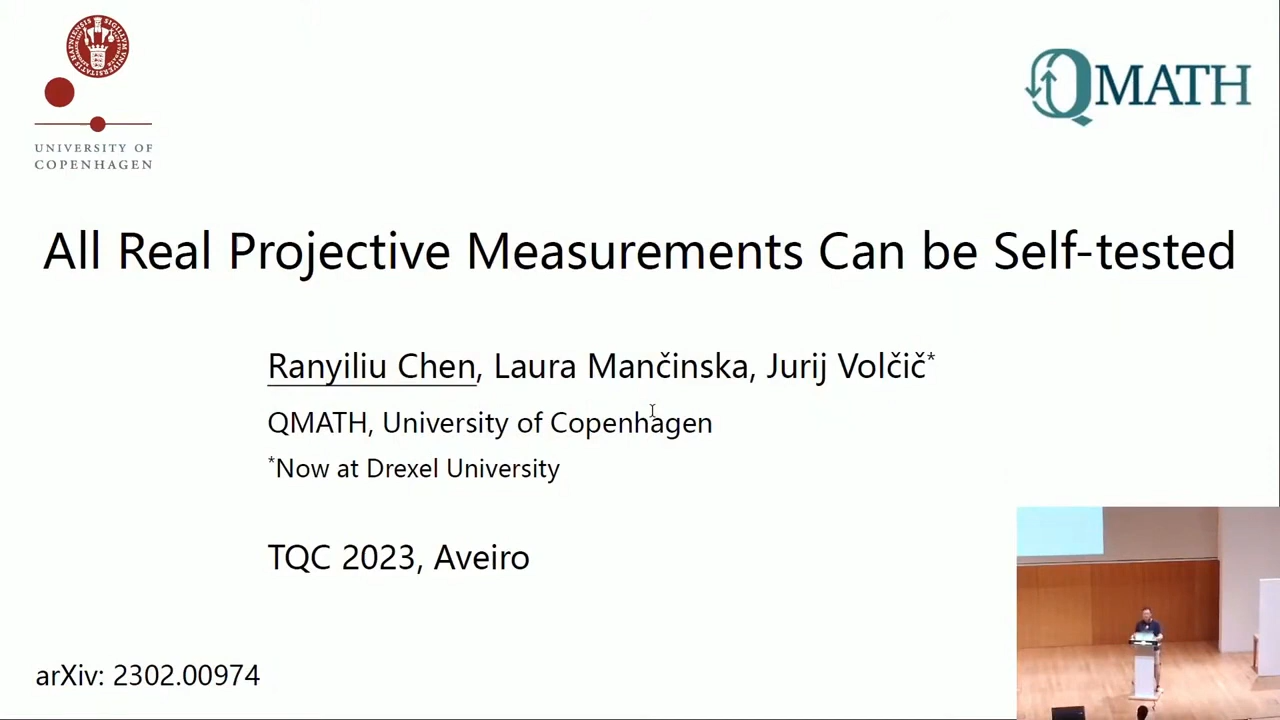 UNIVERSITY OF
COPENHAGEN
QMATH
All Real Projective Measurements Can be Self-tested
Ranyiliu Chen, Laura Mančinska, Jurij Volčič*
QMATH, University of Copenhagen
*Now at Drexel University
TQC 2023, Aveiro
arXiv: 2302.00974